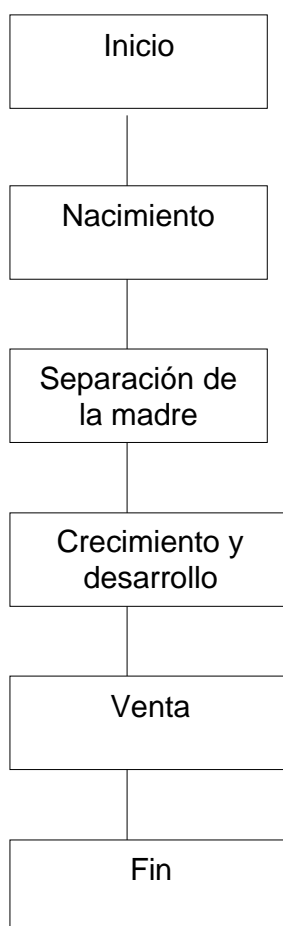 Inicio
Nacimiento
Separación de
la madre
Crecimiento y
desarrollo
Venta
Fin